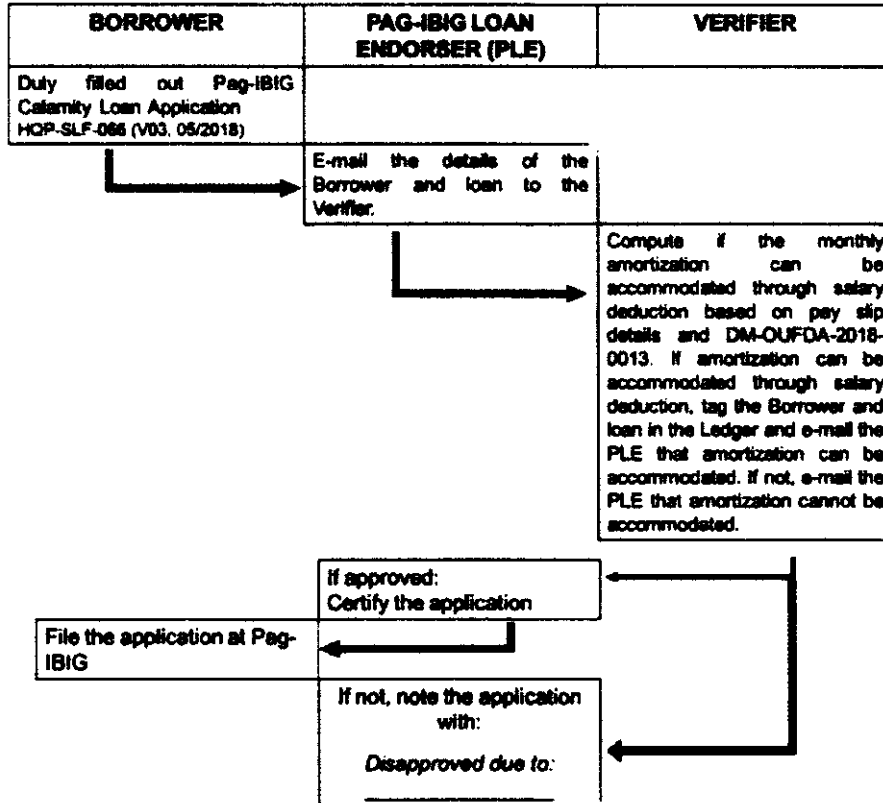 BORROWER
PAG-IBIG LOAN
ENDORSER (PLE)
VERIFIER
Duly filled out Pag-IBIG
Calamity Loan Application
HQP-SLF-066 (V03, 05/2018)
E-mail the details of the
Borrower and loan to the
Verifier.
Compute if the monthly
amortization can be
accommodated through salary
deduction based on pay slip
details and DM-OUFDA-2018-
0013. If amortization can be
accommodated through salary
deduction, tag the Borrower and
loan in the Ledger and e-mail the
PLE that amortization can be
accommodated. If not, e-mail the
PLE that amortization cannot be
accommodated.
If approved:
Certify the application
File the application at Pag-
IBIG
If not, note the application
with:
Disapproved due to: